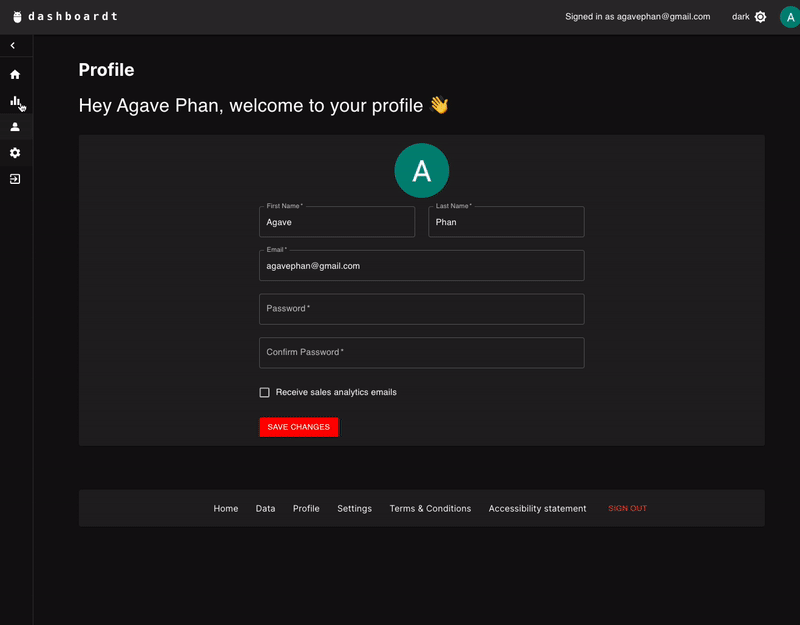 dashboardt
Signed in as agavephan@gmail.com
dark
A
Profile
Hey Agave Phan, welcome to your profile 👋
A
First Name*
Last Name*
Agave
Phan
Email*
agavephan@gmail.com
Password*
Confirm Password*
Receive sales analytics emails
SAVE CHANGES
Home Data Profile Settings Terms & Conditions Accessibility statement SIGN OUT